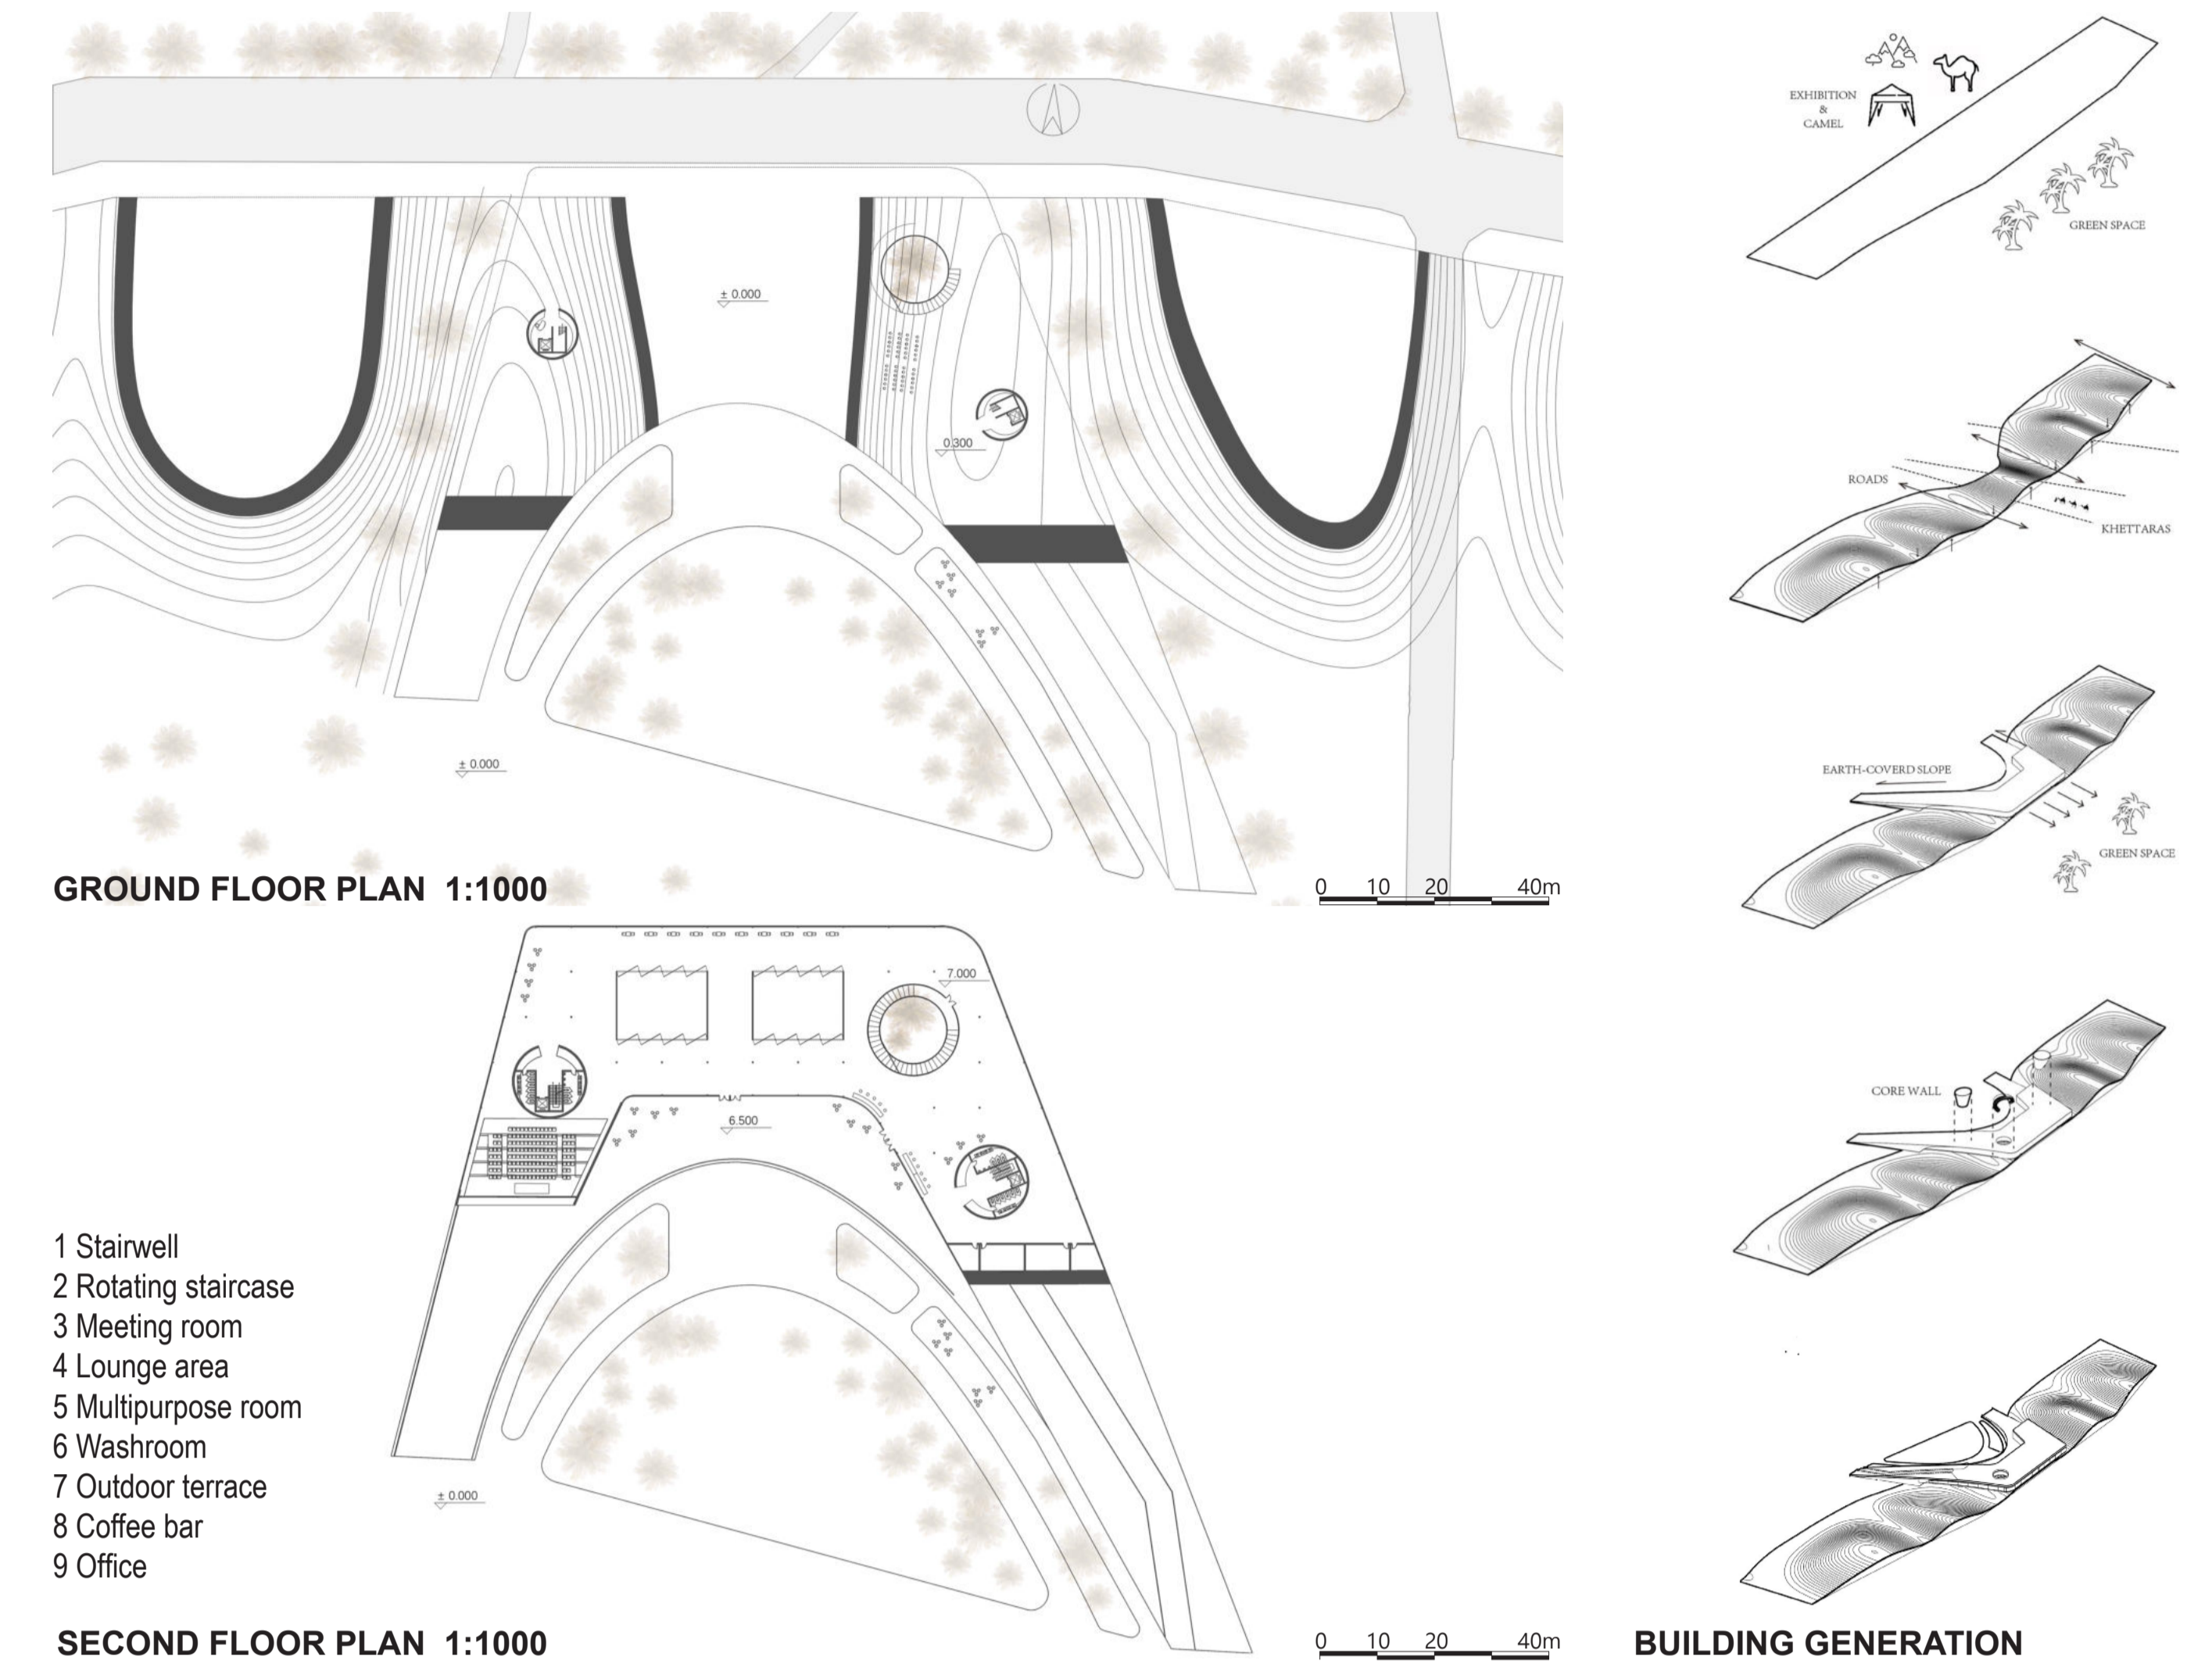 ± 0.000
0.300
± 0.000
GROUND FLOOR PLAN 1:1000
0 10 20 40m
7.000
6.500
± 0.000
1 Stairwell
2 Rotating staircase
3 Meeting room
4 Lounge area
5 Multipurpose room
6 Washroom
7 Outdoor terrace
8 Coffee bar
9 Office
SECOND FLOOR PLAN 1:1000
0 10 20 40m
EXHIBITION
&
CAMEL
GREEN SPACE
ROADS
KHETTARAS
EARTH-COVERD SLOPE
GREEN SPACE
CORE WALL
BUILDING GENERATION